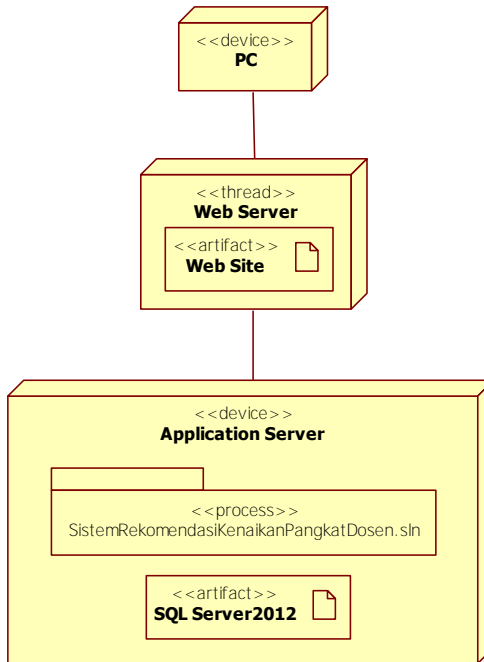 <<device>>
PC
<<thread>>
Web Server
<<artifact>>
Web Site
<<device>>
Application Server
<<process>>
SistemRekomendasiKenaikanPangkatDosen.sln
<<artifact>>
SQL Server2012